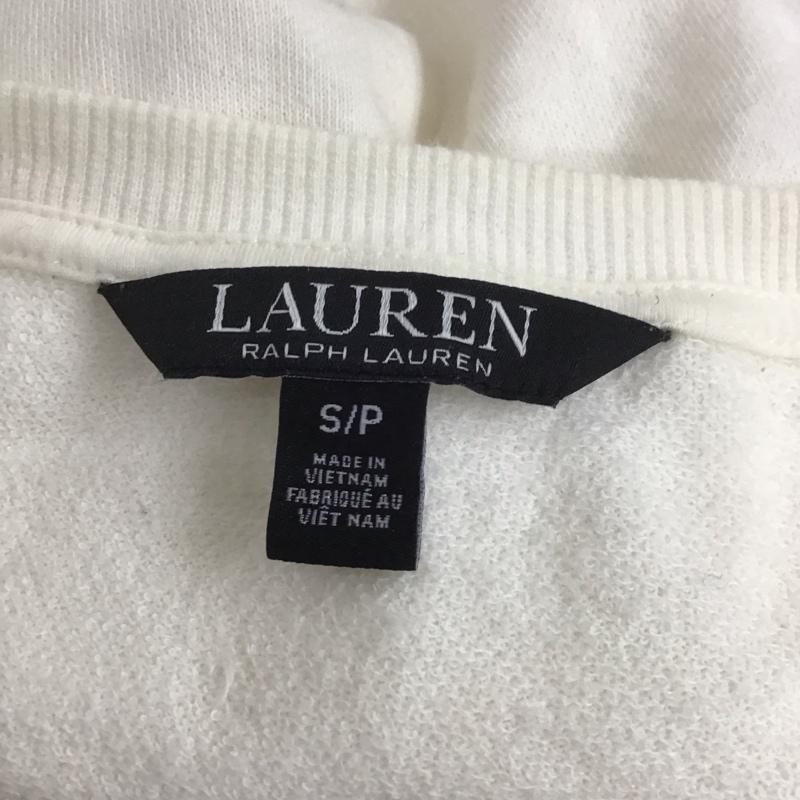 LAUREN
RALPH LAUREN
S/P
MADE IN
VIETNAM
FABRIQUÉ AU
VIÊT NAM